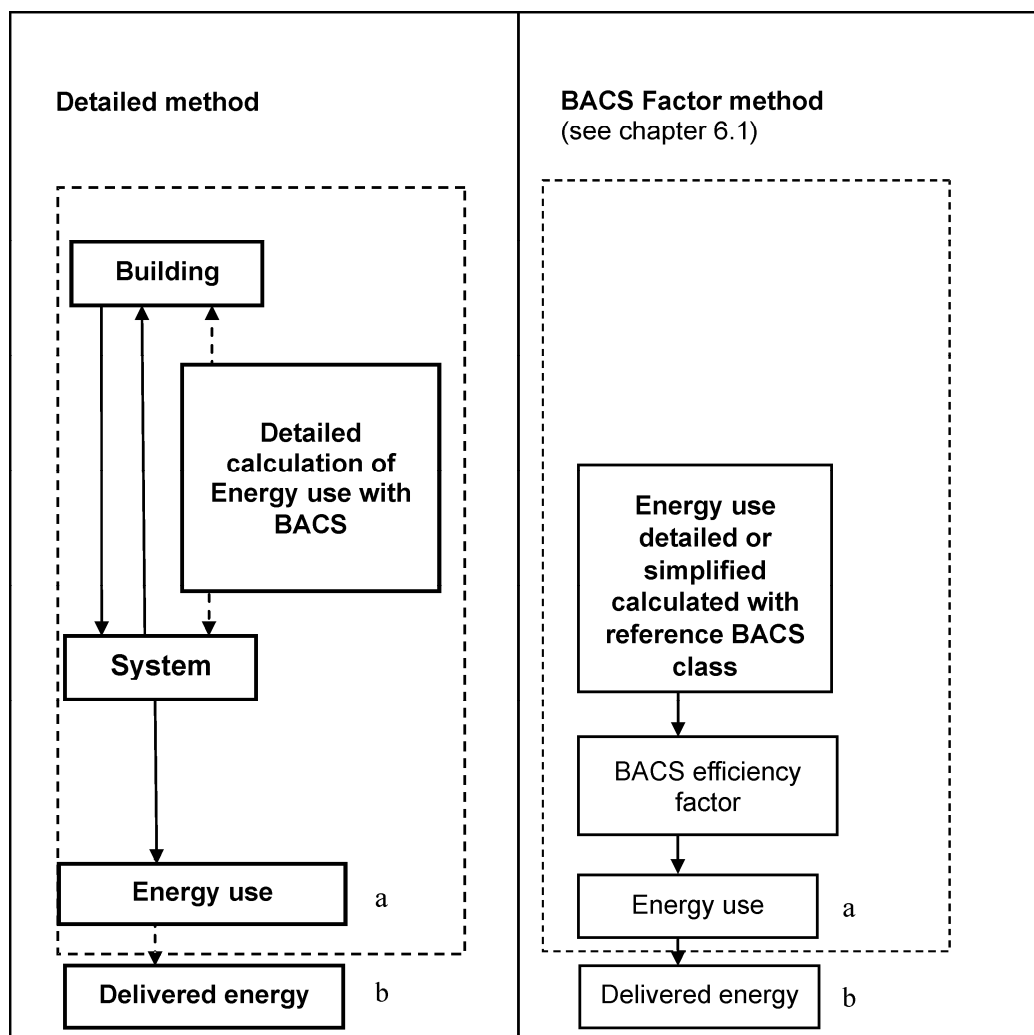 Detailed method
Building
Detailed
calculation of
Energy use with
BACS
System
Energy use
a
Delivered energy
b
BACS Factor method
(see chapter 6.1)
Energy use
detailed or
simplified
calculated with
reference BACS
class
BACS efficiency
factor
Energy use
a
Delivered energy
b